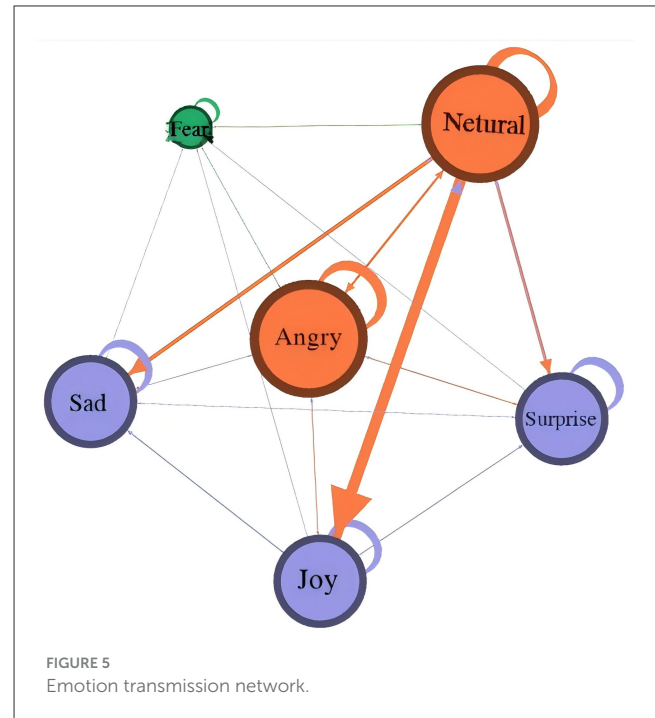 Fear
Netural
Angry
Sad
Surprise
Joy
FIGURE 5
Emotion transmission network.